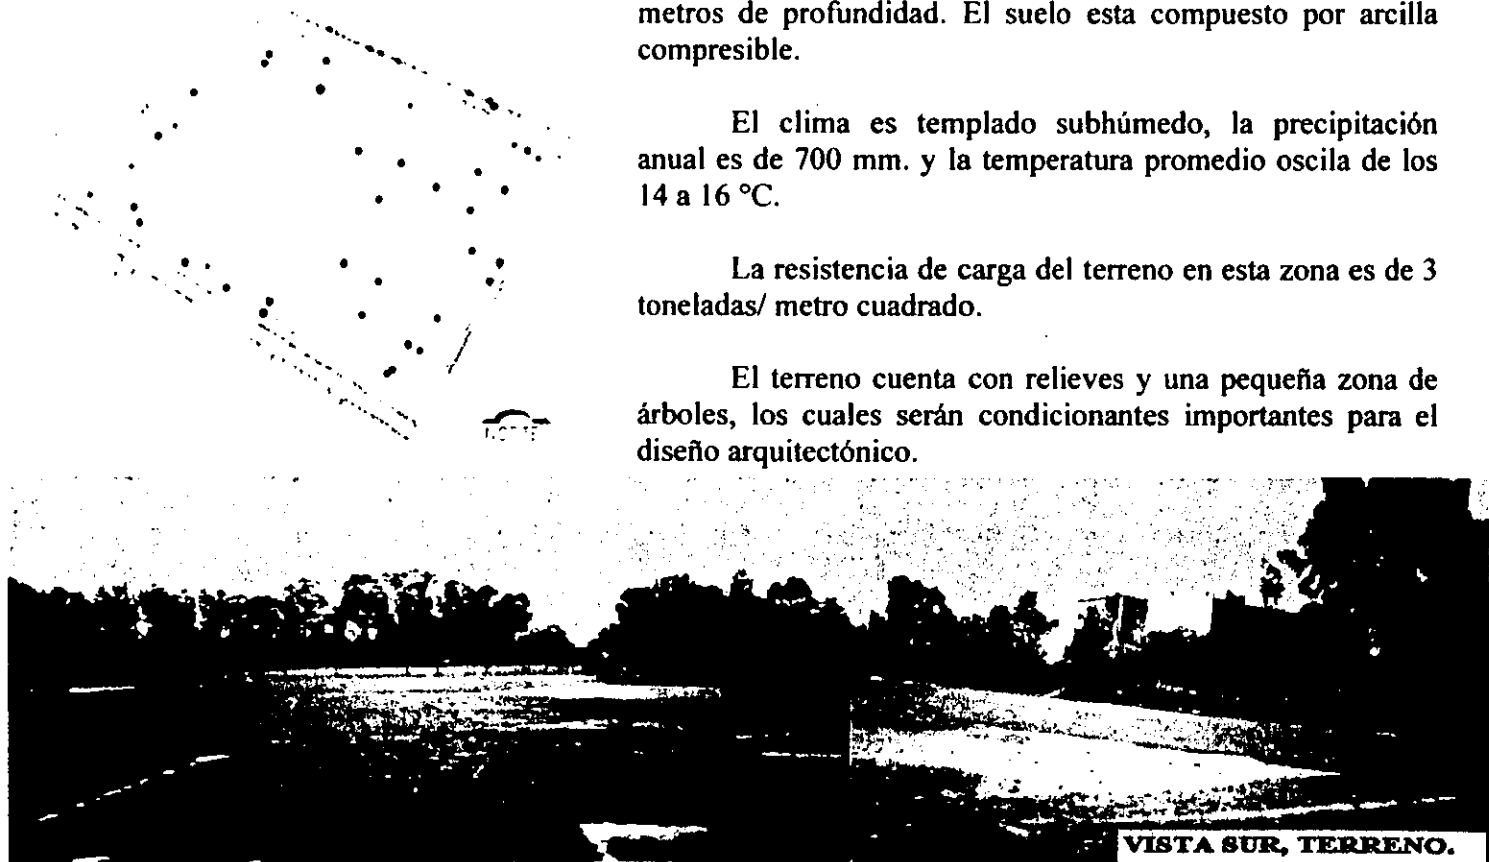 metros de profundidad. El suelo esta compuesto por arcilla
compresible.
El clima es templado subhúmedo, la precipitación
anual es de 700 mm. y la temperatura promedio oscila de los
14 a 16 °C.
La resistencia de carga del terreno en esta zona es de 3
toneladas/ metro cuadrado.
El terreno cuenta con relieves y una pequeña zona de
árboles, los cuales serán condicionantes importantes para el
diseño arquitectónico.
VISTA SUR, TERRENO.